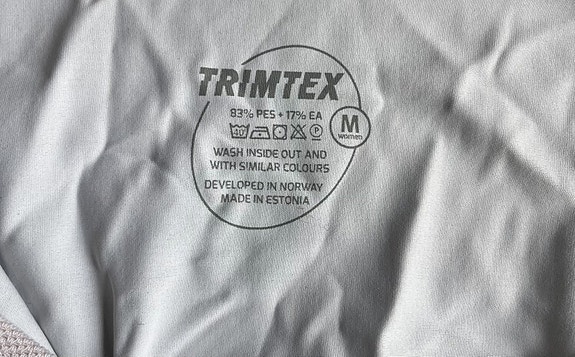 TRIMTEX
83% PES + 17% EA
M
women
40 P
WASH INSIDE OUT AND
WITH SIMILAR COLOURS
DEVELOPED IN NORWAY
MADE IN ESTONIA